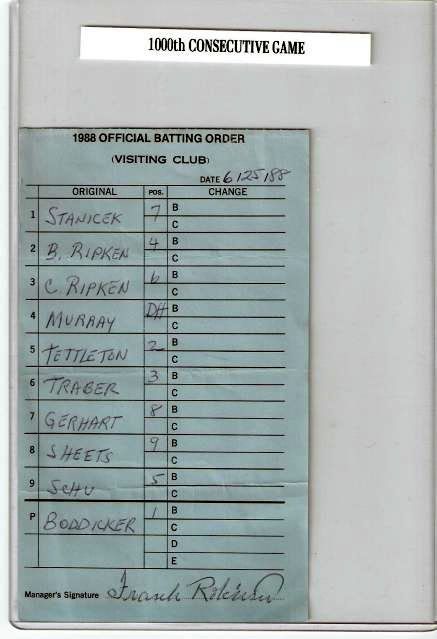 1000th CONSECUTIVE GAME
1988 OFFICIAL BATTING ORDER
(VISITING CLUB)
DATE 6/25/88
ORIGINAL POS. CHANGE
1 STANICEK 7 B
C
2 B. RIPKEN 4 B
C
3 C RIPKEN 6 B
C
4 MURRAY DH B
C
5 TETTLETON 2 B
C
6 TRABER 3 B
C
7 GERHART 8 B
C
8 SHEETS 9 B
C
9 SCHU 5 B
C
P BODDICKER 1 B
C
D
E
Manager's Signature Frank Robinson